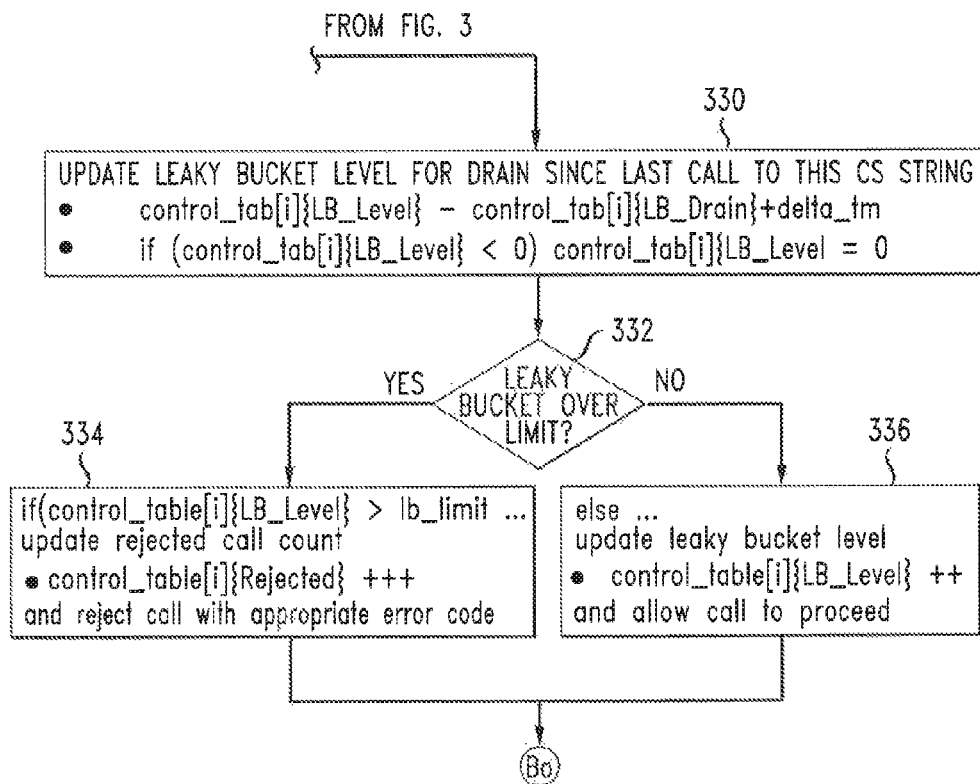 FROM FIG. 3
330
UPDATE LEAKY BUCKET LEVEL FOR DRAIN SINCE LAST CALL TO THIS CS STRING
• control_tab[i]{LB_Level} – control_tab[i]{LB_Drain}+delta_tm
• if (control_tab[i]{LB_Level} < 0) control_tab[i]{LB_Level = 0
332
YES
LEAKY
BUCKET OVER
LIMIT?
NO
334
if(control_table[i]{LB_Level} > lb_limit ...
update rejected call count
• control_table[i]{Rejected} +++
and reject call with appropriate error code
336
else ...
update leaky bucket level
• control_table[i]{LB_Level} ++
and allow call to proceed
Bo